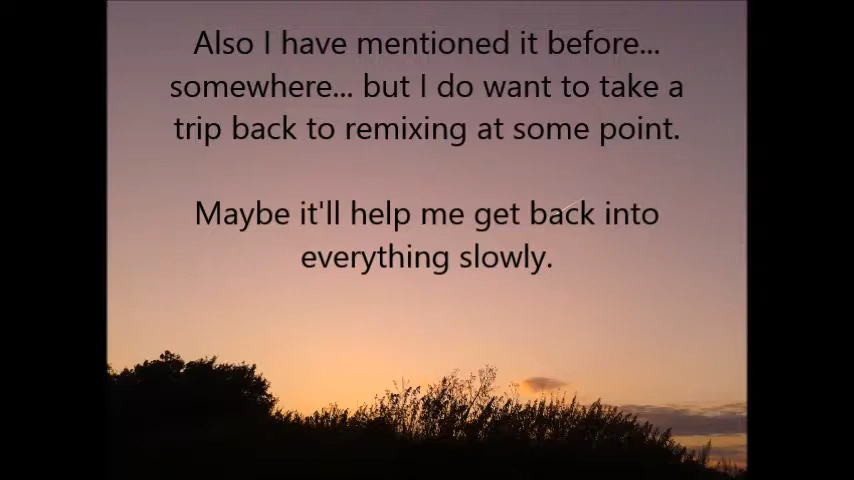 Also I have mentioned it before...
somewhere... but I do want to take a
trip back to remixing at some point.
Maybe it'll help me get back into
everything slowly.